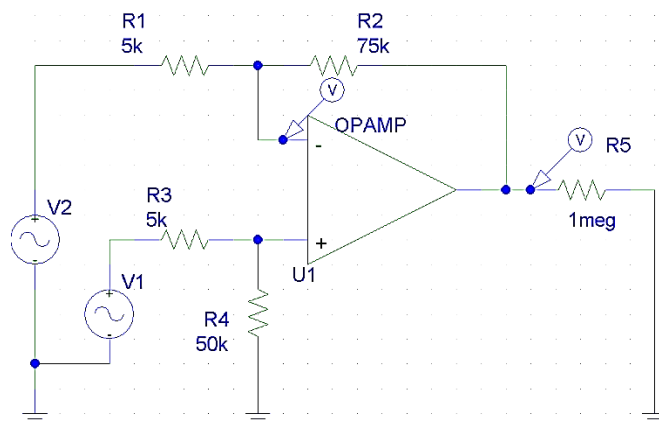 R1
5k
R2
75k
V
OPAMP
-
V
R5
1meg
V2
+
-
R3
5k
+
U1
V1
+
-
R4
50k